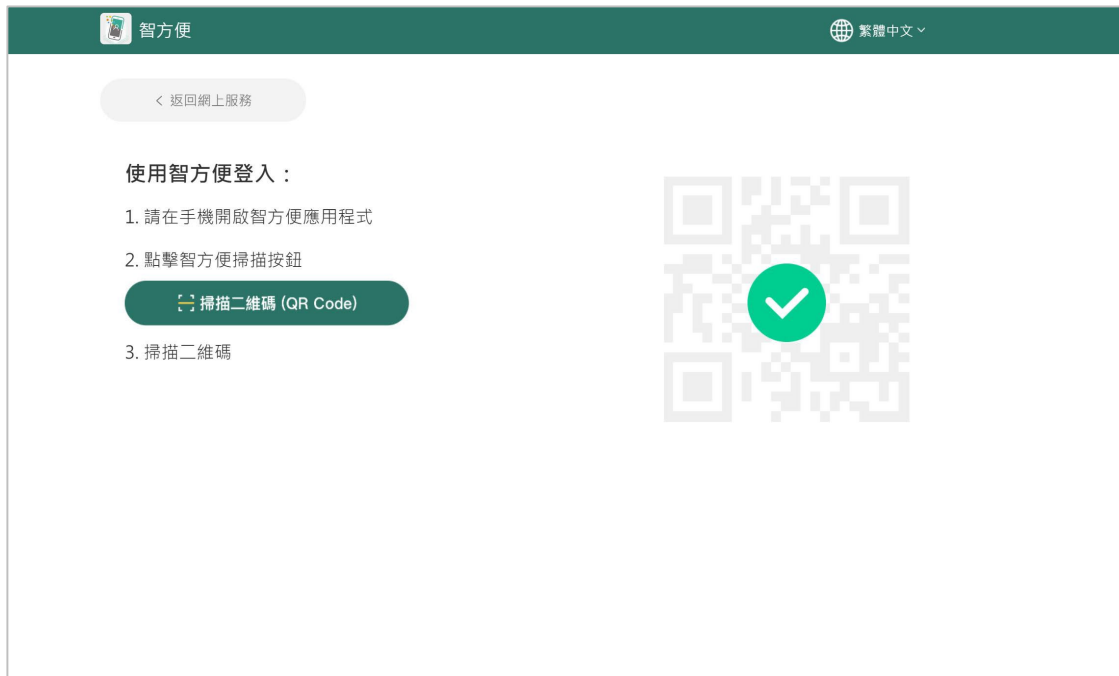 智方便
繁體中文
返回網上服務
使用智方便登入：
1. 請在手機開啟智方便應用程式
2. 點擊智方便掃描按鈕
掃描二維碼 (QR Code)
3. 掃描二維碼